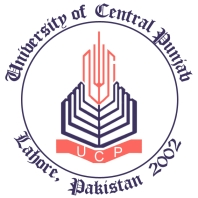 University of Central Punjab
UCP
Lahore, Pakistan 2002